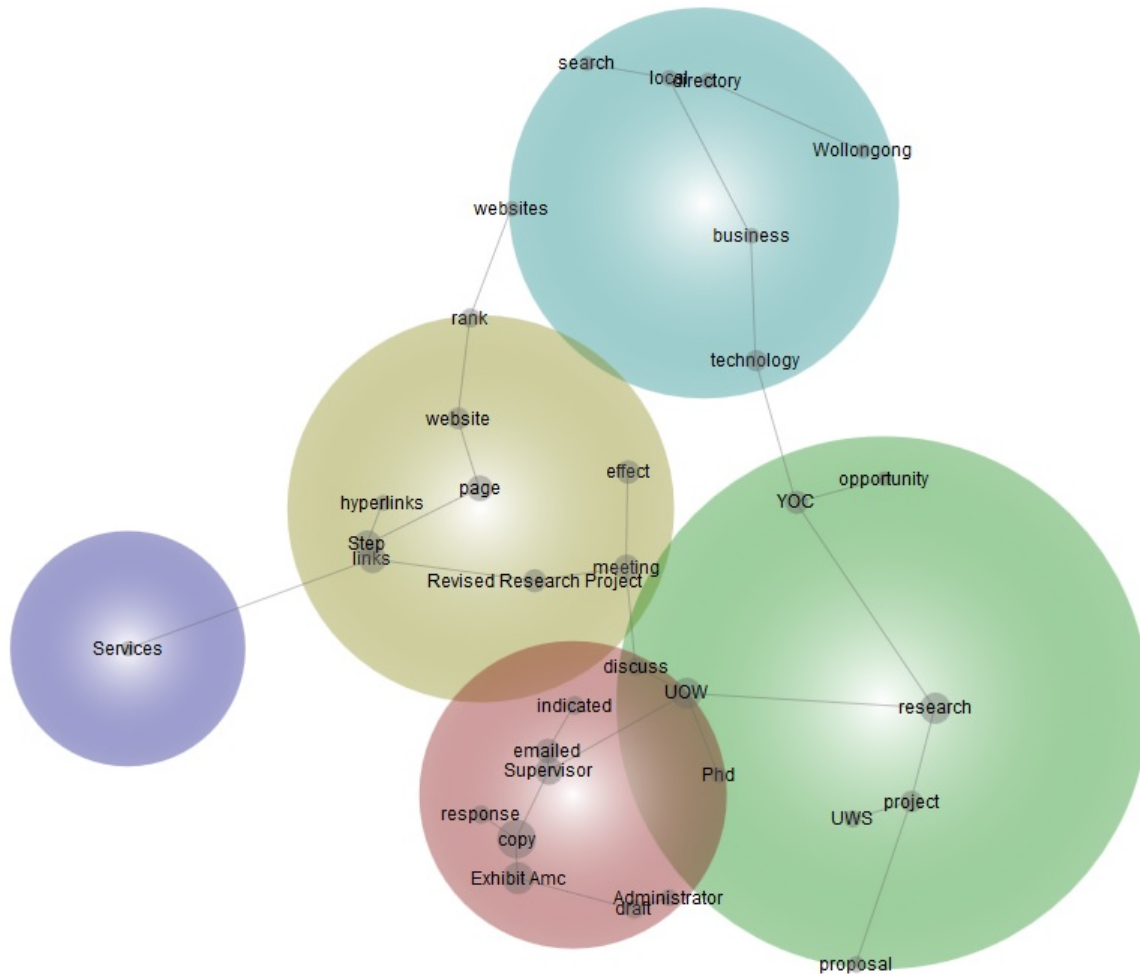 search
local
directory
Wollongong
websites
business
rank
technology
website
effect
opportunity
page
YOC
hyperlinks
Step
links
meeting
Revised Research Project
Services
discuss
UOW
indicated
research
emailed
Supervisor
Phd
project
response
UWS
copy
Exhibit Amc
Administrator
draft
proposal